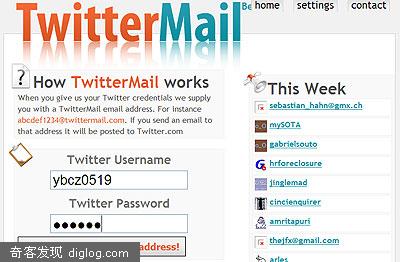 TwitterMail Be
home settings contact
? How TwitterMail works
When you give us your Twitter credentials we supply
you with a TwitterMail email address. For instance
abcdef1234@twittermail.com. If you send an email to
that address it will be posted to Twitter.com
Twitter Username
ybcz0519
Twitter Password
••••••
address!
This Week
sebastian_hahn@gmx.ch
mySOTA
gabrielsouto
hrforeclosure
jinglemad
cincienquirer
amritapuri
thejfx@gmail.com
arles
奇客发现 diglog.com